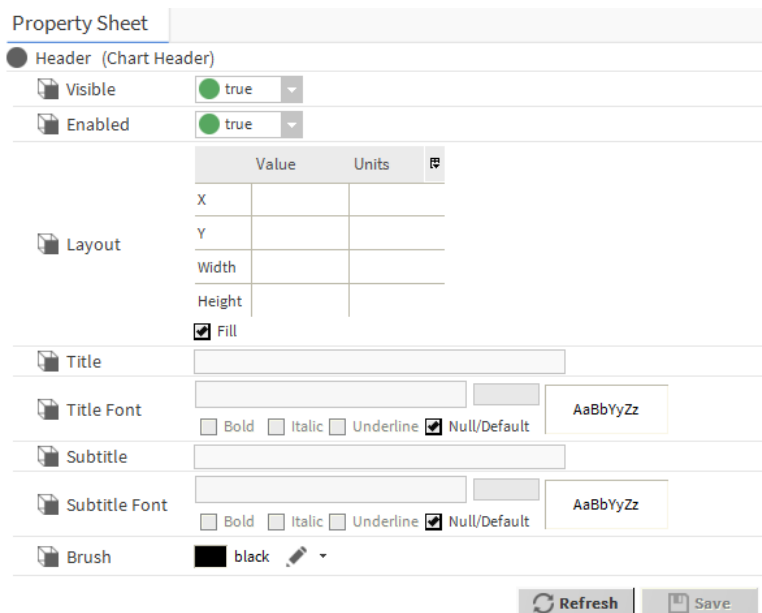 Property Sheet
Header (Chart Header)
Visible true
Enabled true
Value Units
X
Y
Layout
Width
Height
Fill
Title
Title Font AaBbYyZz
Bold Italic Underline Null/Default
Subtitle
Subtitle Font AaBbYyZz
Bold Italic Underline Null/Default
Brush black
Refresh Save